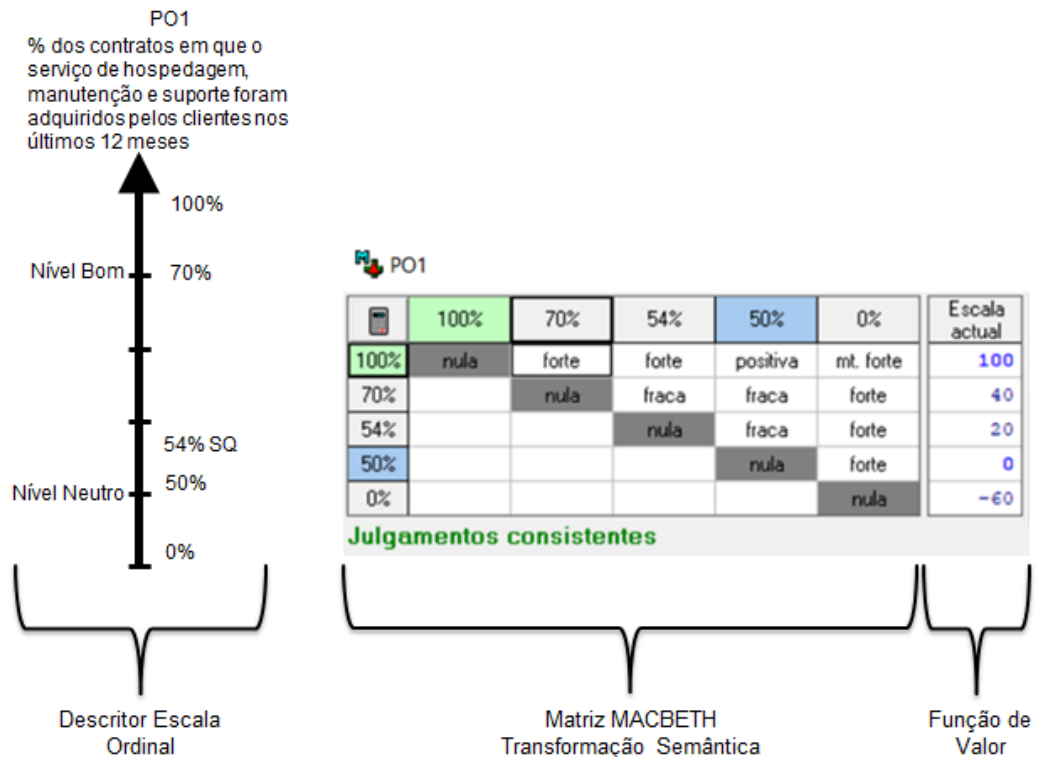 PO1
% dos contratos em que o
serviço de hospedagem,
manutenção e suporte foram
adquiridos pelos clientes nos
últimos 12 meses
100%
Nível Bom 70%
54% SQ
Nível Neutro 50%
0%
PO1
100% 70% 54% 50% 0% Escala actual
100% nula forte forte positiva mt. forte 100
70% nula fraca fraca forte 40
54% nula fraca forte 20
50% nula forte 0
0% nula -60
Julgamentos consistentes
Descritor Escala
Ordinal
Matriz MACBETH
Transformação Semântica
Função de
Valor